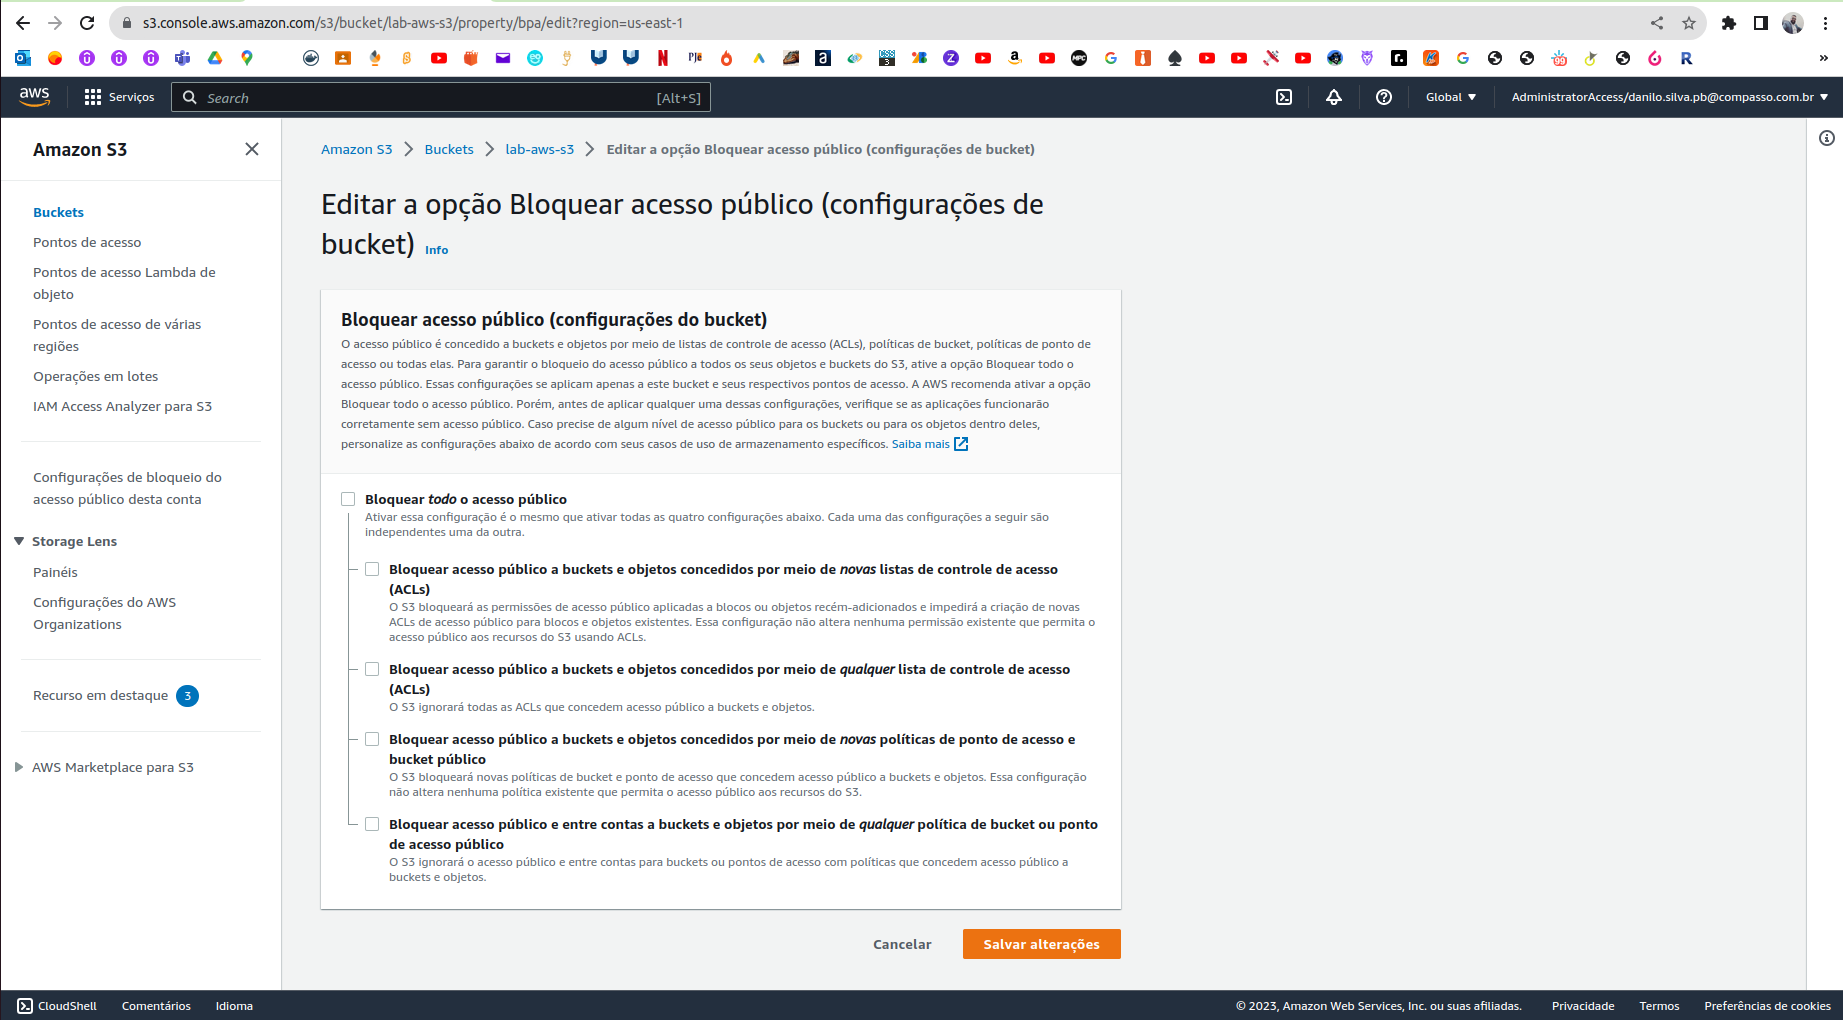 s3.console.aws.amazon.com/s3/bucket/lab-aws-s3/property/bpa/edit?region=us-east-1
aws
Serviços
Search
[Alt+S]
Global
AdministratorAccess/danilo.silva.pb@compasso.com.br
Amazon S3
Buckets
Pontos de acesso
Pontos de acesso Lambda de
objeto
Pontos de acesso de várias
regiões
Operações em lotes
IAM Access Analyzer para S3
Configurações de bloqueio do
acesso público desta conta
Storage Lens
Painéis
Configurações do AWS
Organizations
Recurso em destaque 3
AWS Marketplace para S3
Amazon S3 > Buckets > lab-aws-s3 > Editar a opção Bloquear acesso público (configurações de bucket)
Editar a opção Bloquear acesso público (configurações de
bucket) Info
Bloquear acesso público (configurações do bucket)
O acesso público é concedido a buckets e objetos por meio de listas de controle de acesso (ACLs), políticas de bucket, políticas de ponto de
acesso ou todas elas. Para garantir o bloqueio do acesso público a todos os seus objetos e buckets do S3, ative a opção Bloquear todo o
acesso público. Essas configurações se aplicam apenas a este bucket e seus respectivos pontos de acesso. A AWS recomenda ativar a opção
Bloquear todo o acesso público. Porém, antes de aplicar qualquer uma dessas configurações, verifique se as aplicações funcionarão
corretamente sem acesso público. Caso precise de algum nível de acesso público para os buckets ou para os objetos dentro deles,
personalize as configurações abaixo de acordo com seus casos de uso de armazenamento específicos. Saiba mais
Bloquear todo o acesso público
Ativar essa configuração é o mesmo que ativar todas as quatro configurações abaixo. Cada uma das configurações a seguir são
independentes uma da outra.
Bloquear acesso público a buckets e objetos concedidos por meio de novas listas de controle de acesso
(ACLs)
O S3 bloqueará as permissões de acesso público aplicadas a blocos ou objetos recém-adicionados e impedirá a criação de novas
ACLs de acesso público para blocos e objetos existentes. Essa configuração não altera nenhuma permissão existente que permita o
acesso público aos recursos do S3 usando ACLs.
Bloquear acesso público a buckets e objetos concedidos por meio de qualquer lista de controle de acesso
(ACLs)
O S3 ignorará todas as ACLs que concedem acesso público a buckets e objetos.
Bloquear acesso público a buckets e objetos concedidos por meio de novas políticas de ponto de acesso e
bucket público
O S3 bloqueará novas políticas de bucket e ponto de acesso que concedem acesso público a buckets e objetos. Essa configuração
não altera nenhuma política existente que permita o acesso público aos recursos do S3.
Bloquear acesso público e entre contas a buckets e objetos por meio de qualquer política de bucket ou ponto
de acesso público
O S3 ignorará o acesso público e entre contas para buckets ou pontos de acesso com políticas que concedem acesso público a
buckets e objetos.
Cancelar
Salvar alterações
CloudShell
Comentários
Idioma
© 2023, Amazon Web Services, Inc. ou suas afiliadas.
Privacidade
Termos
Preferências de cookies